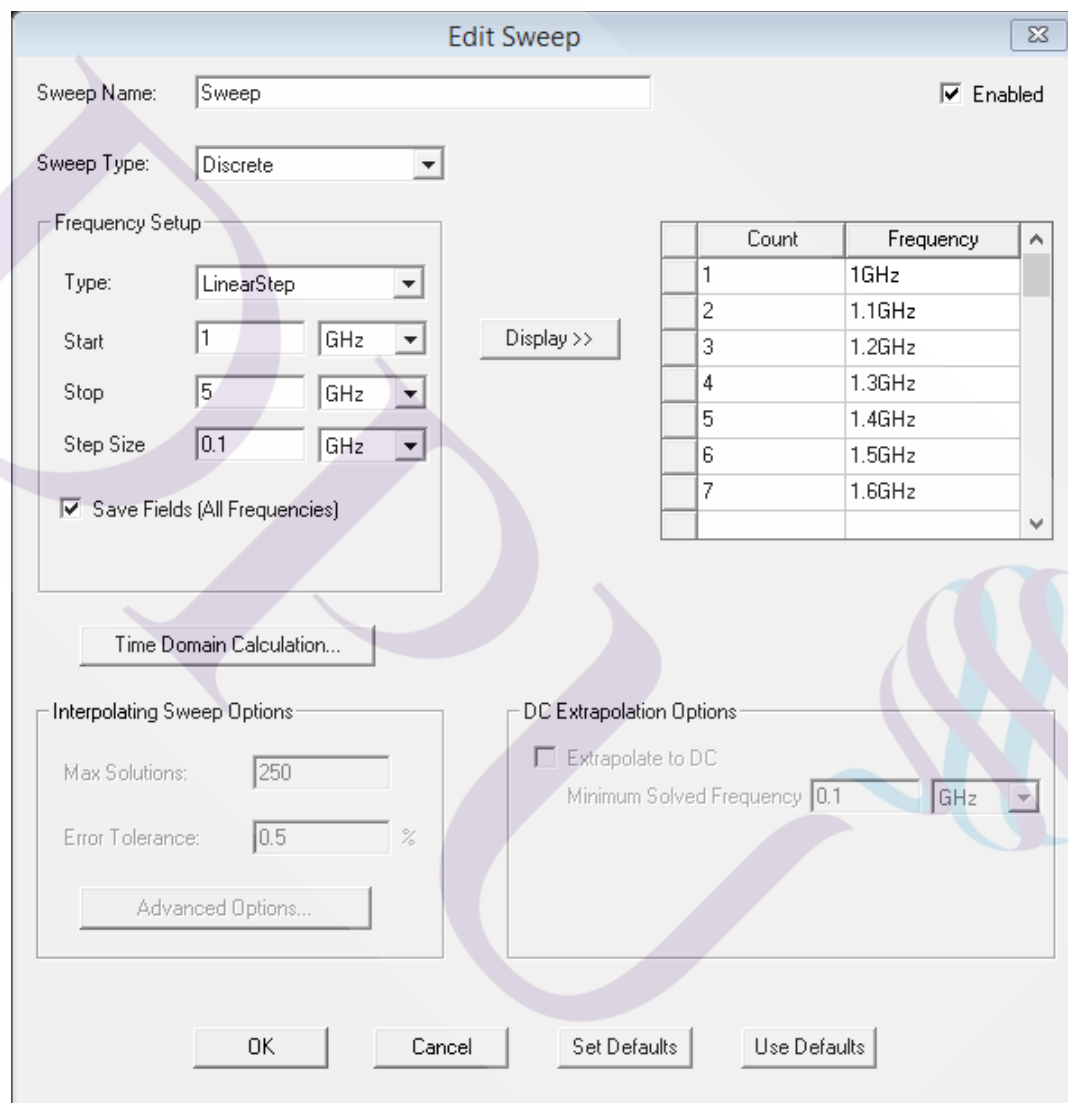 Edit Sweep
Sweep Name: Sweep Enabled
Sweep Type: Discrete
Frequency Setup
Type: LinearStep
Start 1 GHz
Stop 5 GHz
Step Size 0.1 GHz
Save Fields (All Frequencies)
Display >>
Count Frequency
1 1GHz
2 1.1GHz
3 1.2GHz
4 1.3GHz
5 1.4GHz
6 1.5GHz
7 1.6GHz
Time Domain Calculation...
Interpolating Sweep Options
Max Solutions: 250
Error Tolerance: 0.5 %
Advanced Options...
DC Extrapolation Options
Extrapolate to DC
Minimum Solved Frequency 0.1 GHz
OK Cancel Set Defaults Use Defaults